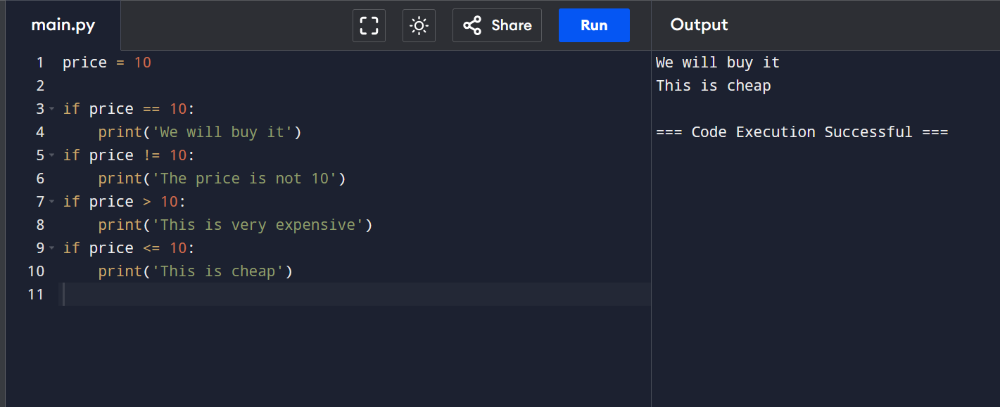 main.py
Share
Run
Output
1 price = 10
2
3 if price == 10:
4     print('We will buy it')
5 if price != 10:
6     print('The price is not 10')
7 if price > 10:
8     print('This is very expensive')
9 if price <= 10:
10     print('This is cheap')
11
We will buy it
This is cheap
=== Code Execution Successful ===